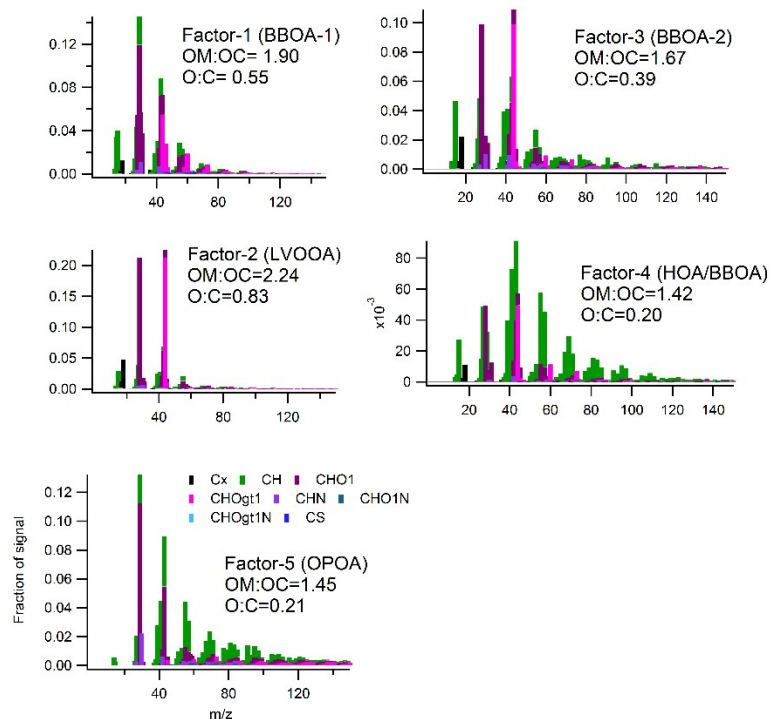 Factor-1 (BBOA-1)
OM:OC= 1.90
O:C= 0.55
0.12
0.08
0.04
0.00
40
80
120
Factor-3 (BBOA-2)
OM:OC=1.67
O:C=0.39
0.10
0.08
0.06
0.04
0.02
0.00
20
40
60
80
100
120
140
Factor-2 (LVOOA)
OM:OC=2.24
O:C=0.83
0.20
0.15
0.10
0.05
0.00
40
80
120
Factor-4 (HOA/BBOA)
OM:OC=1.42
O:C=0.20
x10⁻³
80
60
40
20
0
20
40
60
80
100
120
140
Cx CH CHO1
CHOgt1 CHN CHO1N
CHOgt1N CS
Factor-5 (OPOA)
OM:OC=1.45
O:C=0.21
Fraction of signal
0.12
0.10
0.08
0.06
0.04
0.02
0.00
40
80
120
m/z